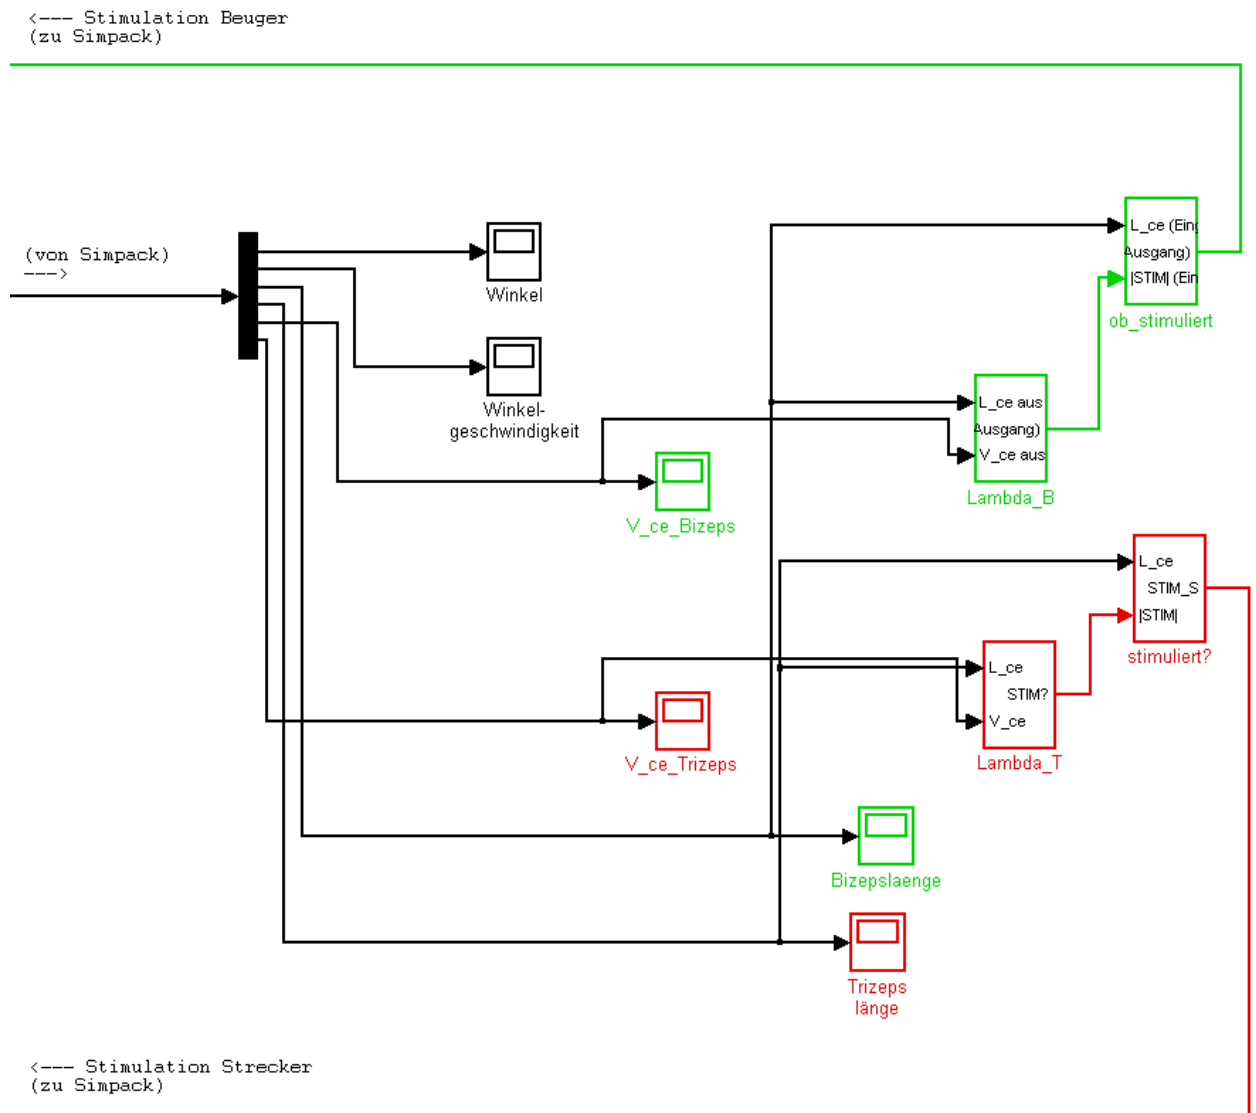 <--- Stimulation Beuger
(zu Simpack)
(von Simpack)
--->
Winkel
Winkel-
geschwindigkeit
L_ce (Ein
Ausgang)
|STIM| (Ein
ob_stimuliert
L_ce aus
Ausgang)
V_ce aus
Lambda_B
V_ce_Bizeps
L_ce
STIM_S
|STIM|
stimuliert?
L_ce
STIM?
V_ce
Lambda_T
V_ce_Trizeps
Bizepslaenge
Trizeps
länge
<--- Stimulation Strecker
(zu Simpack)